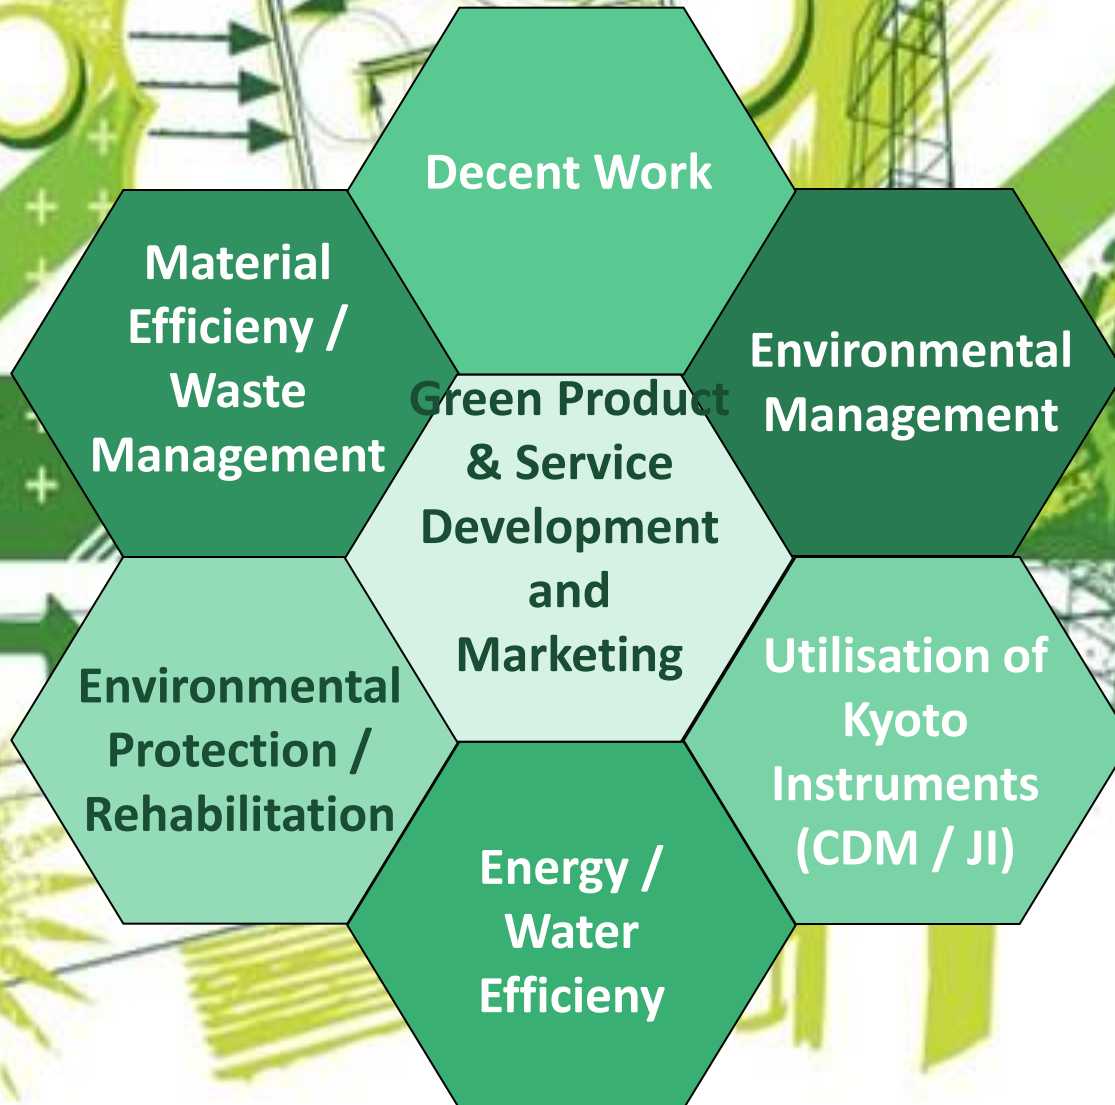 Decent Work
Material
Efficieny /
Waste
Management
Environmental
Management
Green Product
& Service
Development
and
Marketing
Environmental
Protection /
Rehabilitation
Utilisation of
Kyoto
Instruments
(CDM / JI)
Energy /
Water
Efficieny